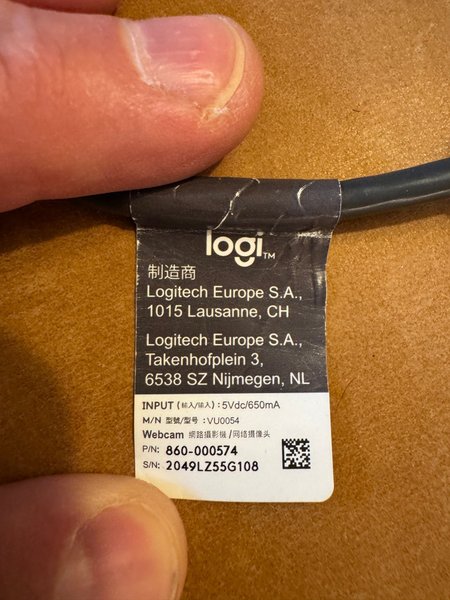 logi™
制造商
Logitech Europe S.A.,
1015 Lausanne, CH
Logitech Europe S.A.,
Takenhofplein 3,
6538 SZ Nijmegen, NL
INPUT (輸入/输入) : 5Vdc/650mA
M/N 型號/型号: VU0054
Webcam 網路攝影機 /网络摄像头
P/N: 860-000574
S/N: 2049LZ55G108